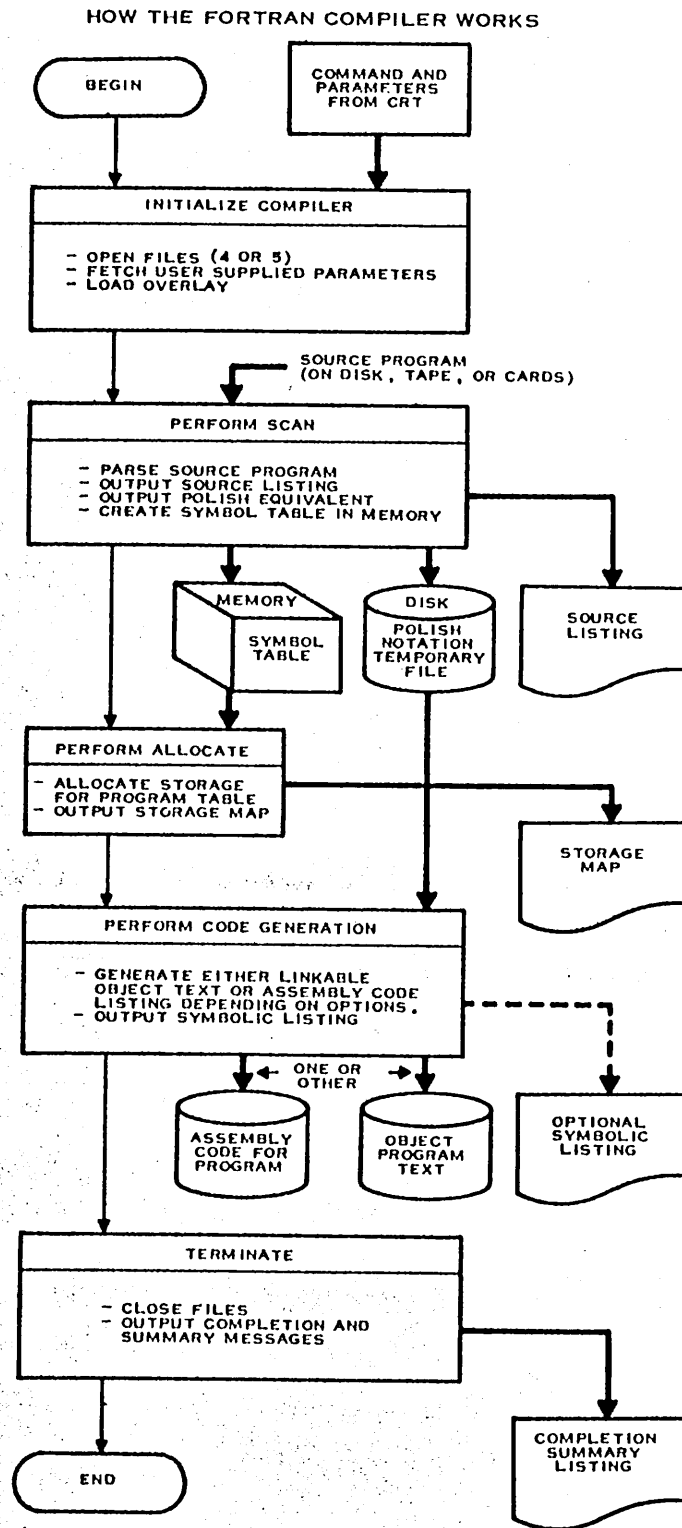 HOW THE FORTRAN COMPILER WORKS
BEGIN
COMMAND AND
PARAMETERS
FROM CRT
INITIALIZE COMPILER
- OPEN FILES (4 OR 5)
- FETCH USER SUPPLIED PARAMETERS
- LOAD OVERLAY
SOURCE PROGRAM
(ON DISK, TAPE, OR CARDS)
PERFORM SCAN
- PARSE SOURCE PROGRAM
- OUTPUT SOURCE LISTING
- OUTPUT POLISH EQUIVALENT
- CREATE SYMBOL TABLE IN MEMORY
MEMORY
SYMBOL
TABLE
DISK
POLISH
NOTATION
TEMPORARY
FILE
SOURCE
LISTING
PERFORM ALLOCATE
- ALLOCATE STORAGE
FOR PROGRAM TABLE
- OUTPUT STORAGE MAP
STORAGE
MAP
PERFORM CODE GENERATION
- GENERATE EITHER LINKABLE
OBJECT TEXT OR ASSEMBLY CODE
LISTING DEPENDING ON OPTIONS.
- OUTPUT SYMBOLIC LISTING
ONE OR
OTHER
ASSEMBLY
CODE FOR
PROGRAM
OBJECT
PROGRAM
TEXT
OPTIONAL
SYMBOLIC
LISTING
TERMINATE
- CLOSE FILES
- OUTPUT COMPLETION AND
SUMMARY MESSAGES
COMPLETION
SUMMARY
LISTING
END